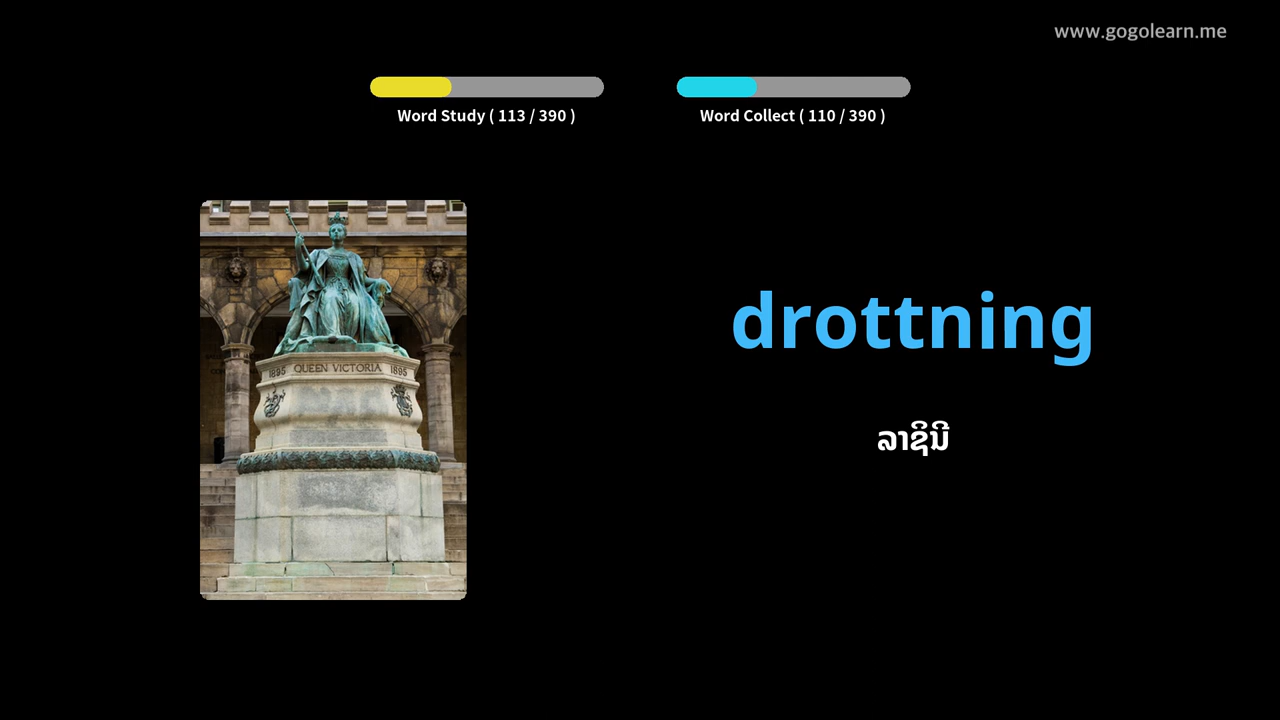 www.gogolearn.me
Word Study ( 113 / 390 )
Word Collect ( 110 / 390 )
1895 QUEEN VICTORIA 1895
drottning
ລາຊິນີ